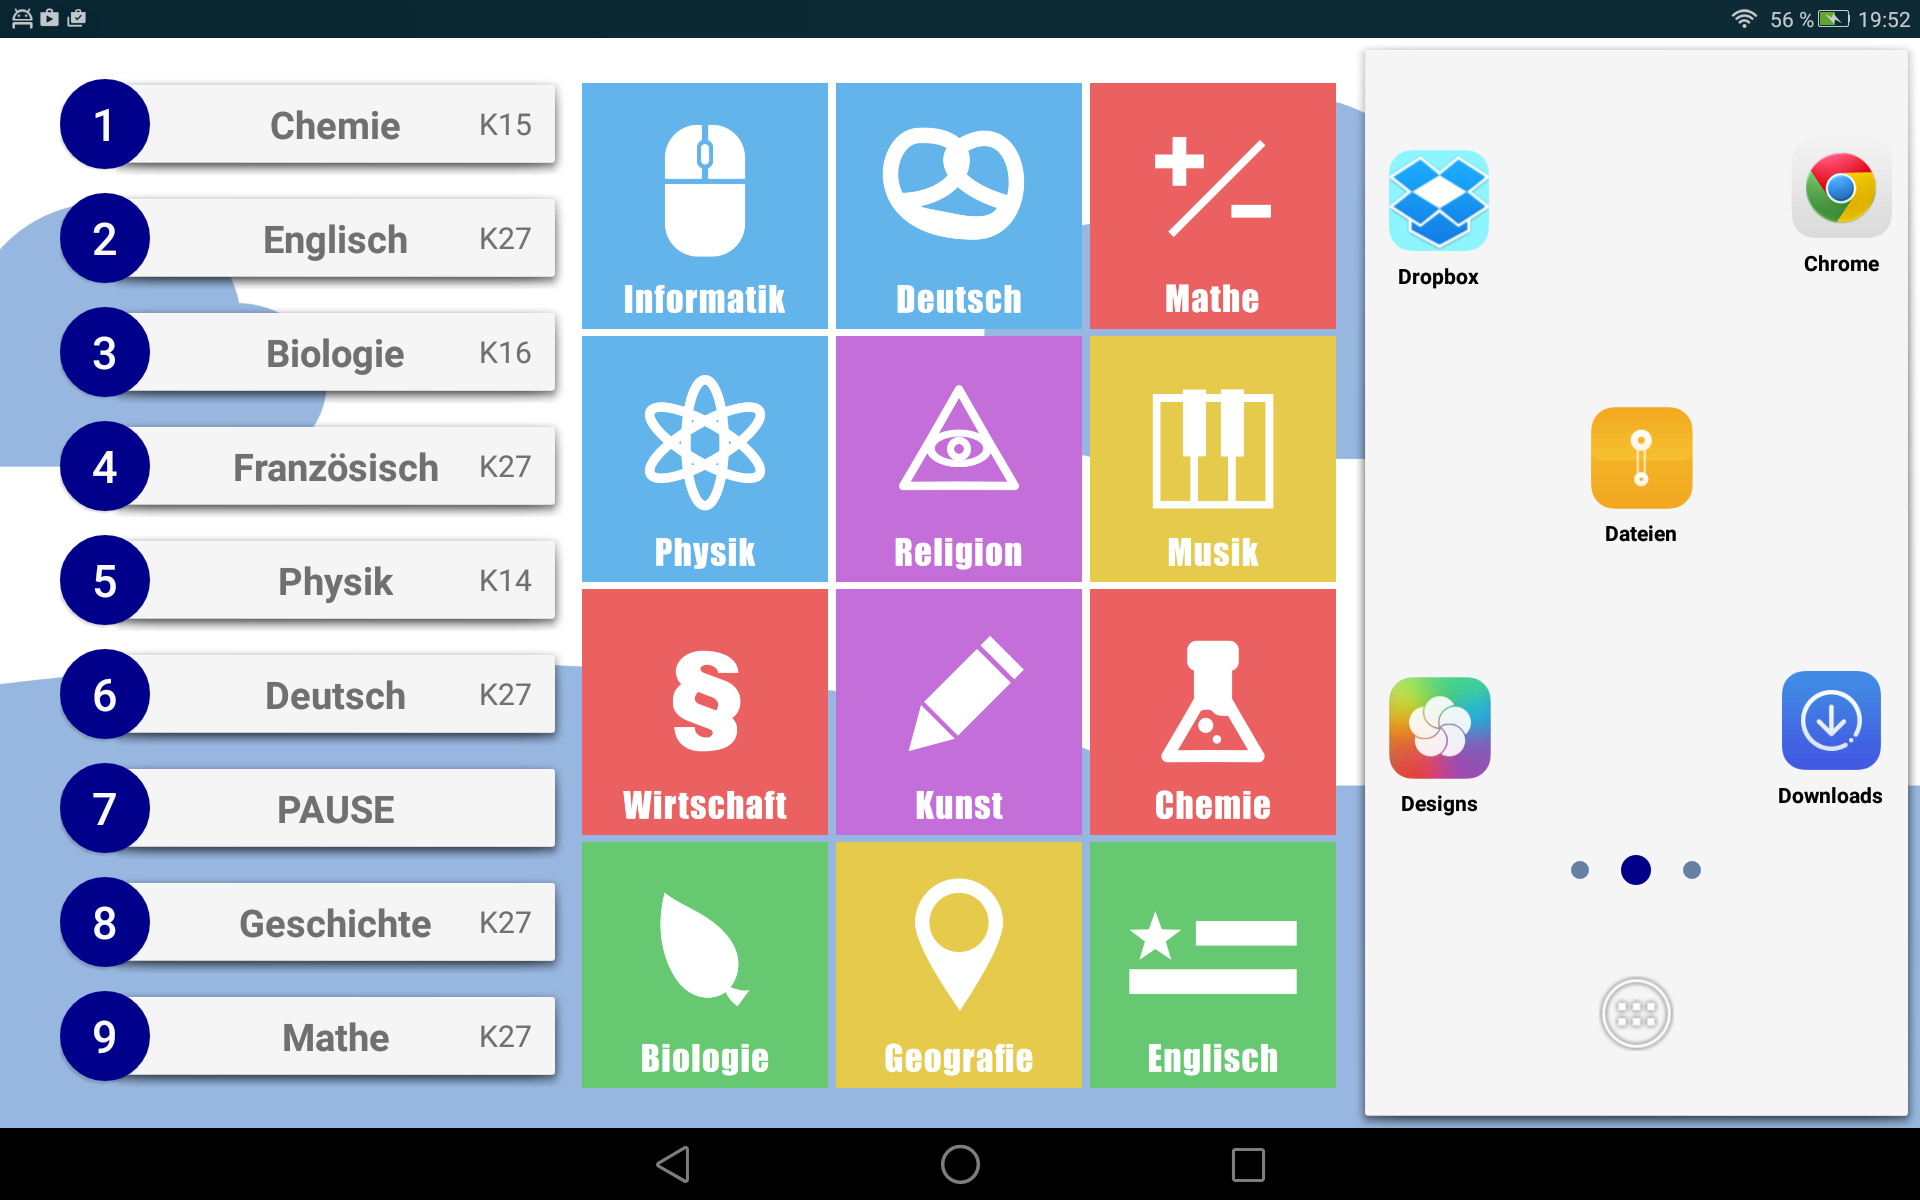 56 % 19:52
1 Chemie K15
2 Englisch K27
3 Biologie K16
4 Französisch K27
5 Physik K14
6 Deutsch K27
7 PAUSE
8 Geschichte K27
9 Mathe K27
Informatik
Deutsch
Mathe
Physik
Religion
Musik
§
Wirtschaft
Kunst
Chemie
Biologie
Geografie
Englisch
Dropbox
Chrome
Dateien
Designs
Downloads